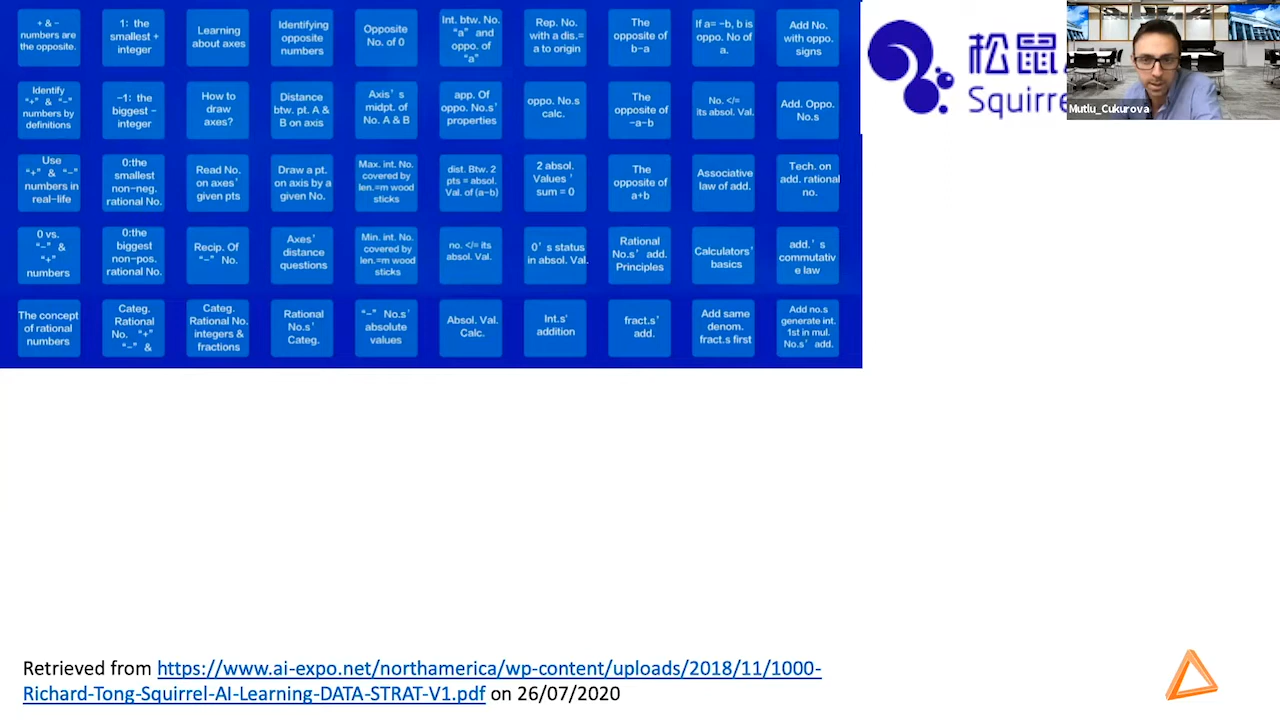 + & -
numbers are
the opposite.
1: the
smallest +
integer
Learning
about axes
Identifying
opposite
numbers
Opposite
No. of 0
Int. btw. No.
“a” and
oppo. of
“a”
Rep. No.
with a dis.=
a to origin
The
opposite of
b-a
If a= -b, b is
oppo. No of
a.
Add No.
with oppo.
signs
Identify
“+” & “-”
numbers by
definitions
-1: the
biggest -
integer
How to
draw
axes?
Distance
btw. pt. A &
B on axis
Axis’s
midpt. of
No. A & B
app. Of
oppo. No.s’
properties
oppo. No.s
calc.
The
opposite of
-a-b
No. </=
its absol. Val.
Add. Oppo.
No.s
Use
“+” & “-”
numbers in
real-life
0:the
smallest
non-neg.
rational No.
Read No.
on axes’
given pts
Draw a pt.
on axis by a
given No.
Max. int. No.
covered by
len.=m wood
sticks
dist. Btw. 2
pts = absol.
Val. of (a-b)
2 absol.
Values ’
sum = 0
The
opposite of
a+b
Associative
law of add.
Tech. on
add. rational
no.
0 vs.
“-” &
“+”
numbers
0:the
biggest
non-pos.
rational No.
Recip. Of
“-” No.
Axes’
distance
questions
Min. int. No.
covered by
len.=m wood
sticks
no. </= its
absol. Val.
0’s status
in absol. Val.
Rational
No.s’ add.
Principles
Calculators’
basics
add.’s
commutativ
e law
The concept
of rational
numbers
Categ.
Rational
No. “+”
“-” &
Categ.
Rational No.
integers &
fractions
Rational
No.s’
Categ.
“-” No.s’
absolute
values
Absol. Val.
Calc.
Int.s’
addition
fract.s’
add.
Add same
denom.
fract.s first
Add no.s
generate int.
1st in mul.
No.s’ add.
松鼠
Squirre
Mutlu_Cukurova
Retrieved from https://www.ai-expo.net/northamerica/wp-content/uploads/2018/11/1000-
Richard-Tong-Squirrel-AI-Learning-DATA-STRAT-V1.pdf on 26/07/2020